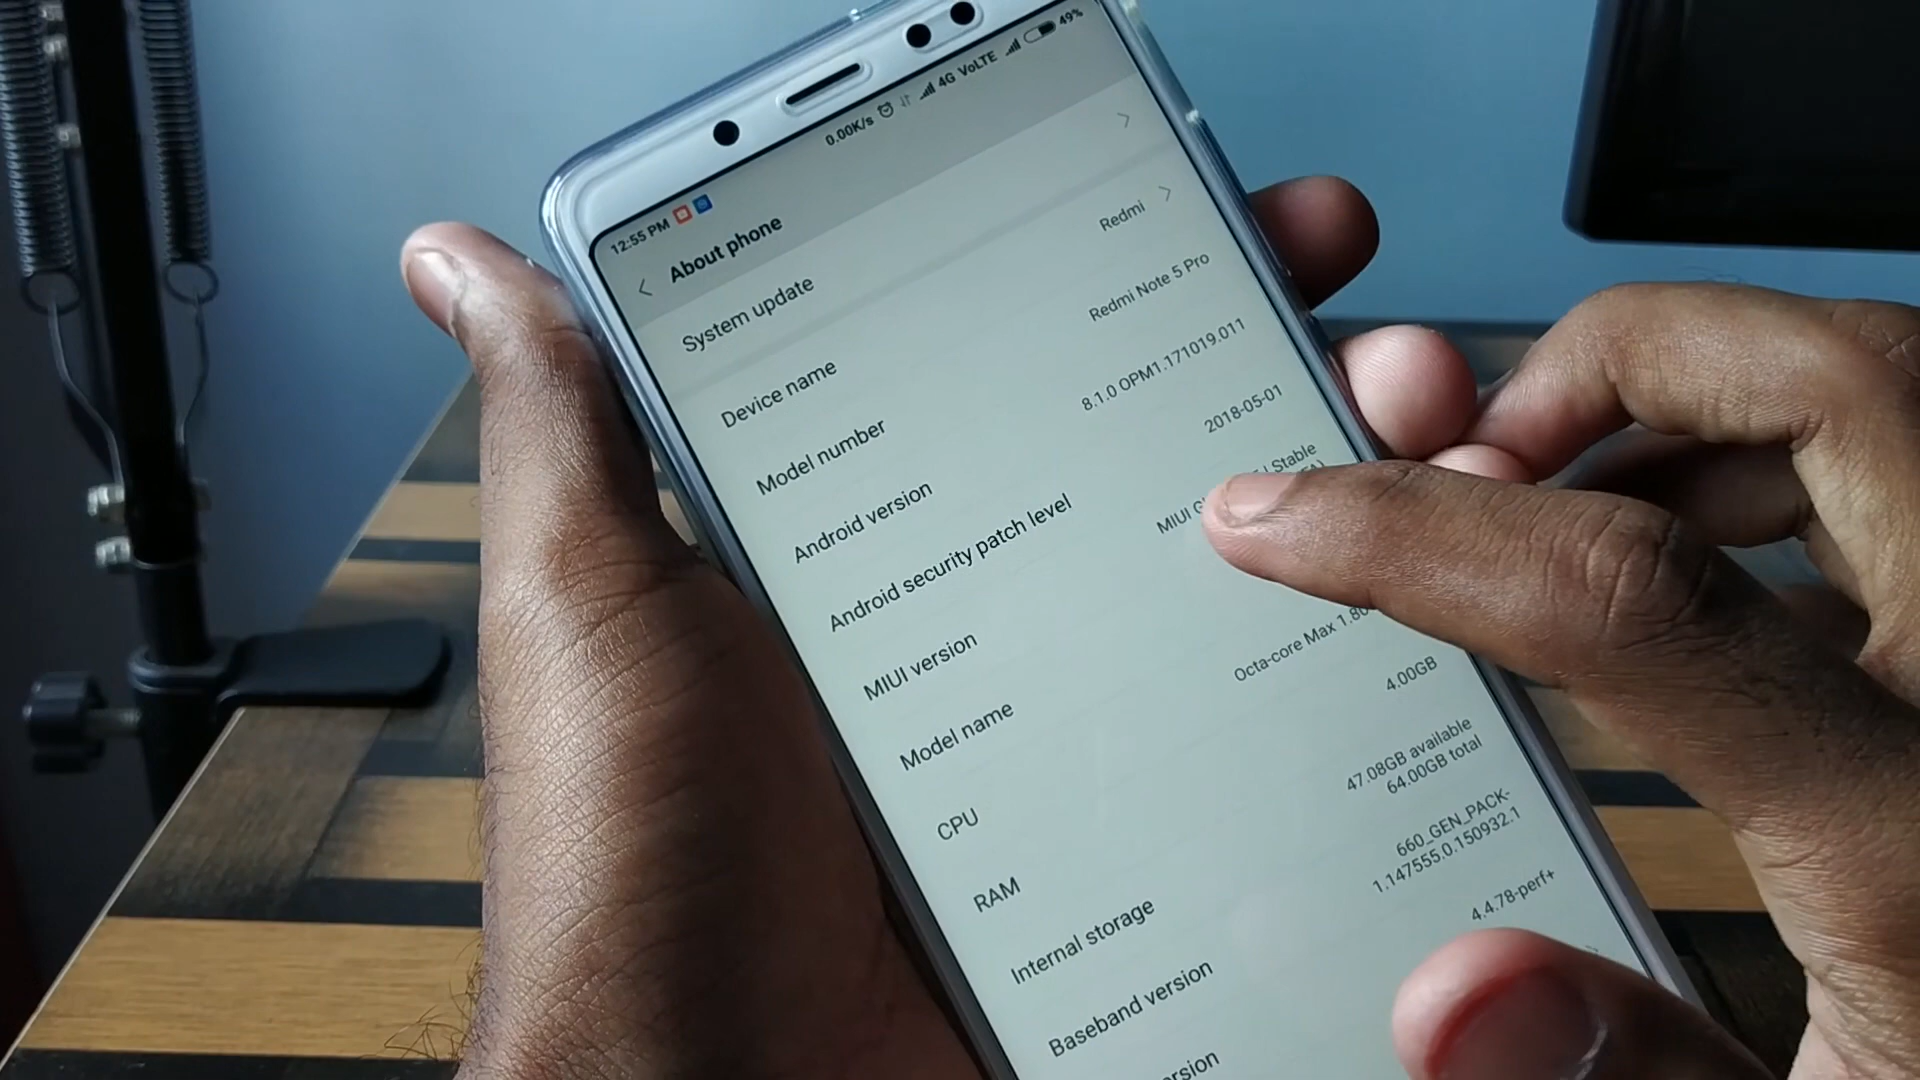 12:55 PM
0.00K/s 4G VoLTE 49%
About phone
System update
Device name Redmi
Model number Redmi Note 5 Pro
Android version 8.1.0 OPM1.171019.011
Android security patch level 2018-05-01
MIUI version MIUI Stable
Model name
CPU Octa-core Max
RAM 4.00GB
Internal storage 47.08GB available
64.00GB total
Baseband version 660_GEN_PACK-
1.147555.0.150932.1
4.4.78-perf+